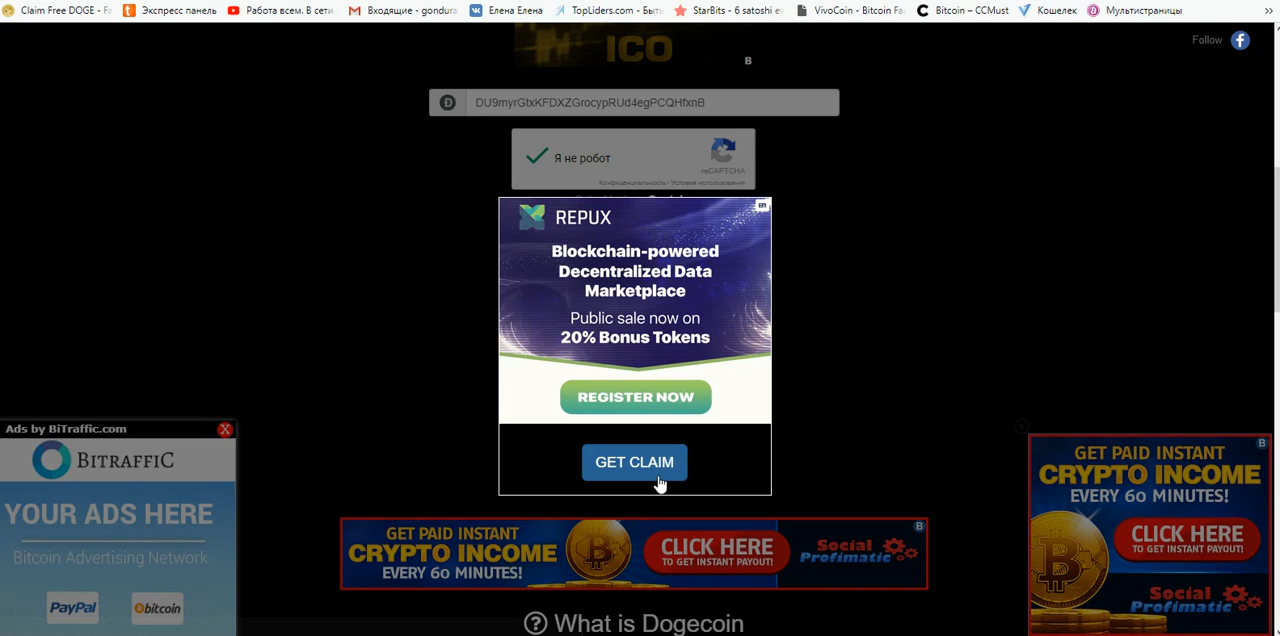 Claim Free DOGE - Fa
Экспресс панель
Работа всем. В сети
Входящие - gondura
Елена Елена
TopLiders.com - Быть
StarBits - 6 satoshi e
VivoCoin - Bitcoin Fa
Bitcoin – CCMust
Кошелек
Мультистраницы
»
ICO
B
Follow
DU9myrGtxKFDXZGrocypRUd4egPCQHfxnB
Я не робот
reCAPTCHA
Конфиденциальность - Условия использования
REPUX
Blockchain-powered
Decentralized Data
Marketplace
Public sale now on
20% Bonus Tokens
REGISTER NOW
GET CLAIM
Ads by BiTraffic.com
X
BITRAFFIC
YOUR ADS HERE
Bitcoin Advertising Network
PayPal
bitcoin
GET PAID INSTANT
CRYPTO INCOME
EVERY 60 MINUTES!
CLICK HERE
TO GET INSTANT PAYOUT!
Social
Profimatic
B
GET PAID INSTANT
CRYPTO INCOME
EVERY 60 MINUTES!
CLICK HERE
TO GET INSTANT PAYOUT!
Social
Profimatic
B
What is Dogecoin